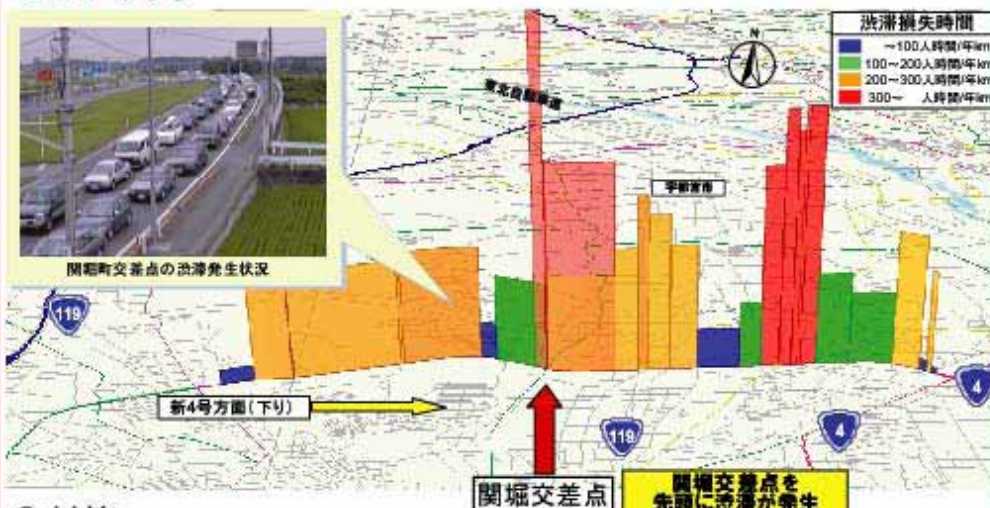 渋滞損失時間
～100人時間/年km
100～200人時間/年km
200～300人時間/年km
300～　人時間/年km
N
東北自動車道
宇都宮市
関堀町交差点の渋滞発生状況
119
新4号方面(下り)
119
4
4
関堀交差点
関堀交差点を
先頭に渋滞が発生